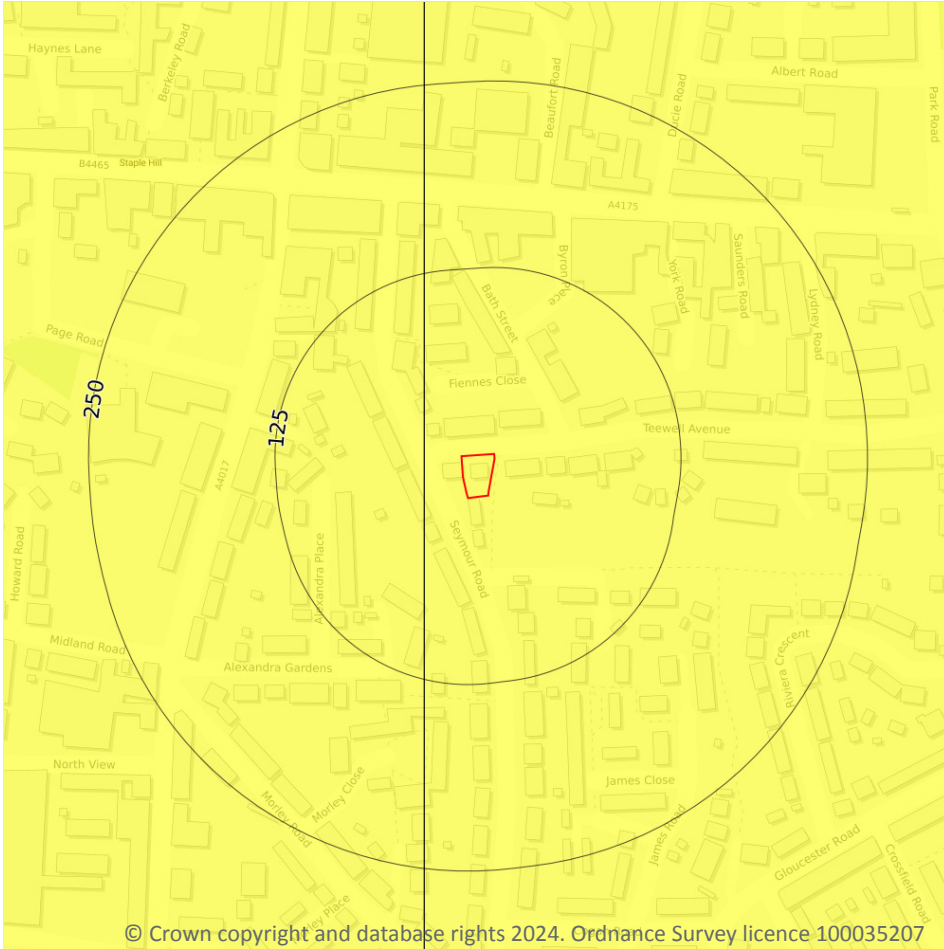 Haynes Lane
Berkeley Road
Beaufort Road
Ducie Road
Albert Road
Park Road
B4465
Staple Hill
A4175
Byron Place
York Road
Saunders Road
Lydney Road
Bath Street
Page Road
250
125
Fiennes Close
Teewell Avenue
A4017
Howard Road
Alexandra Place
Seymour Road
Midland Road
Alexandra Gardens
Riviera Crescent
North View
Morley Road
Morley Close
James Close
James Road
Gloucester Road
Crossfield Road
Place
© Crown copyright and database rights 2024. Ordnance Survey licence 100035207